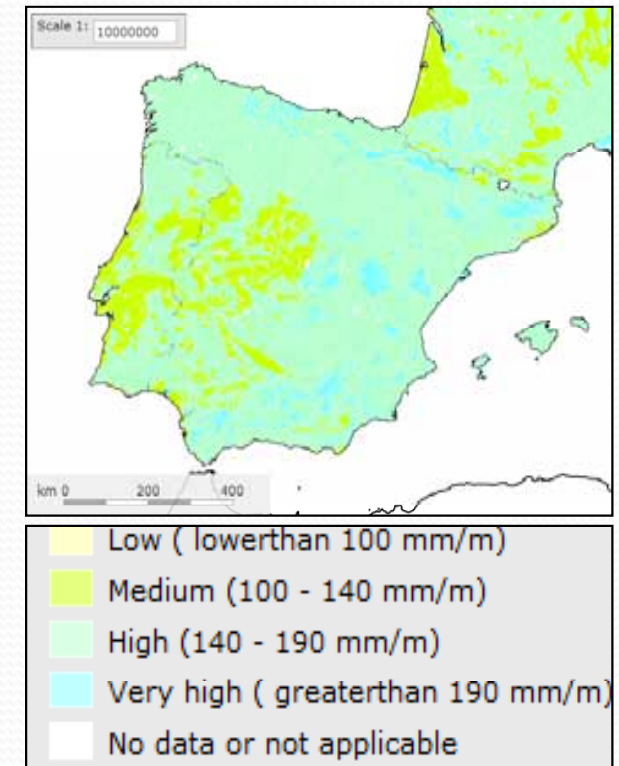 Scale 1: 10000000
km 0 200 400
Low ( lowerthan 100 mm/m)
Medium (100 - 140 mm/m)
High (140 - 190 mm/m)
Very high ( greaterthan 190 mm/m)
No data or not applicable